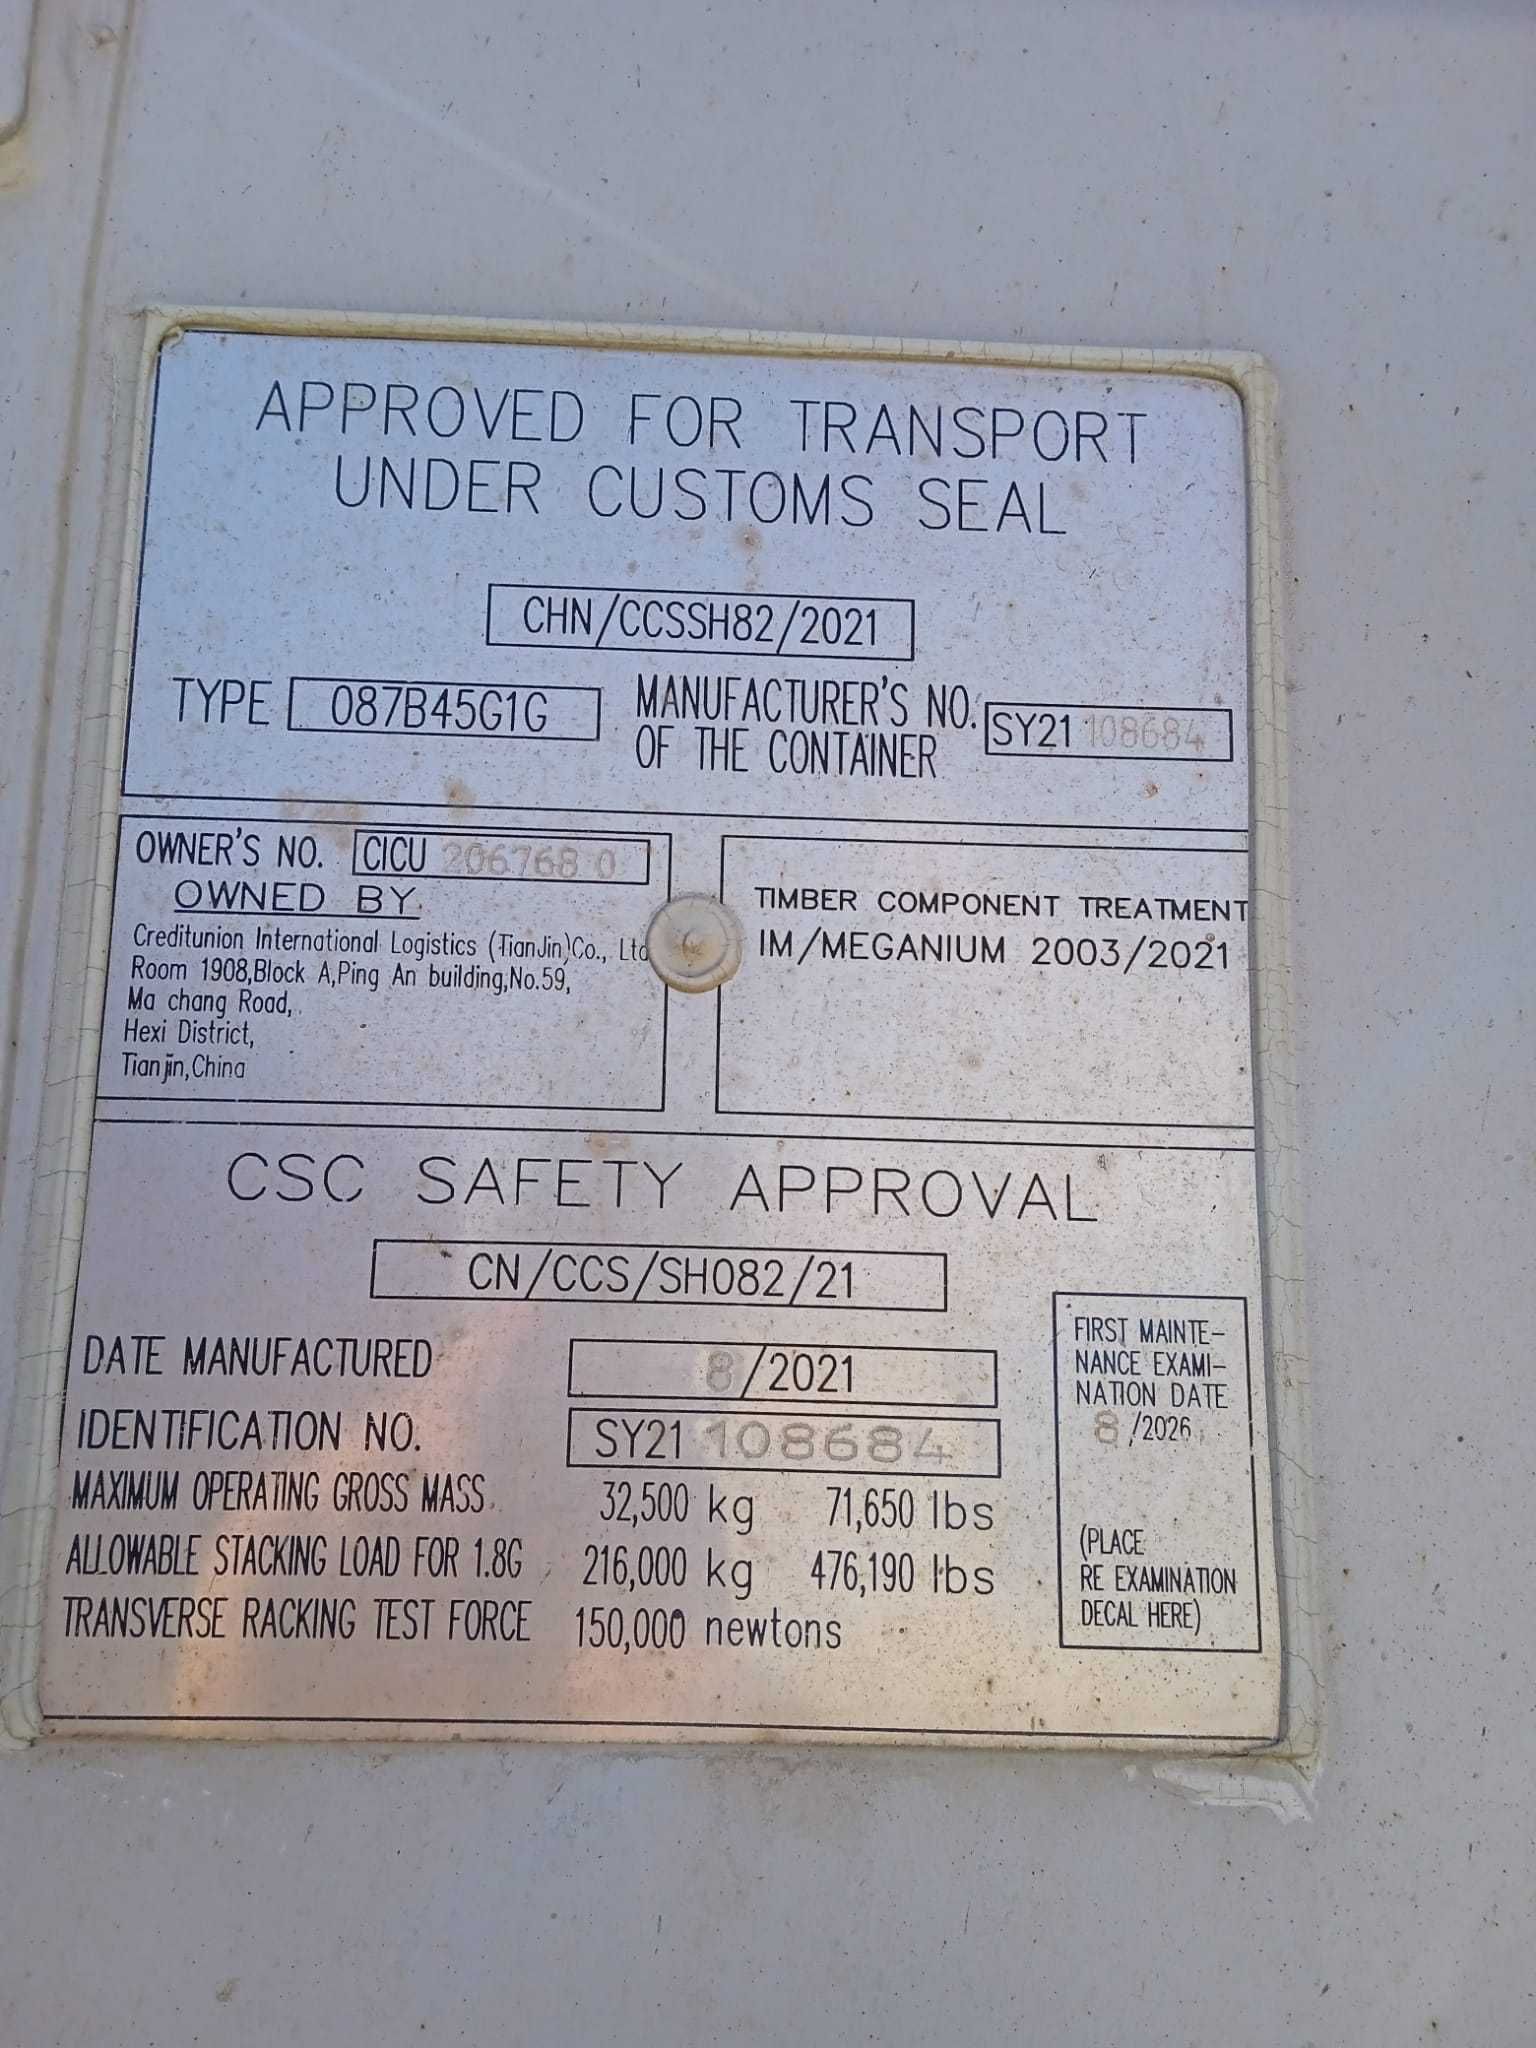 APPROVED FOR TRANSPORT
UNDER CUSTOMS SEAL
CHN/CCSSH82/2021
TYPE 087B45G1G
MANUFACTURER'S NO.
OF THE CONTAINER
SY21 108684
OWNER'S NO. CICU 206768 0
OWNED BY
Creditunion International Logistics (TianJin)Co., Ltd
Room 1908,Block A,Ping An building,No.59,
Ma chang Road,
Hexi District,
Tianjin,China
TIMBER COMPONENT TREATMENT
IM/MEGANIUM 2003/2021
CSC SAFETY APPROVAL
CN/CCS/SH082/21
DATE MANUFACTURED 8/2021
IDENTIFICATION NO. SY21 108684
MAXIMUM OPERATING GROSS MASS 32,500 kg 71,650 lbs
ALLOWABLE STACKING LOAD FOR 1.8G 216,000 kg 476,190 lbs
TRANSVERSE RACKING TEST FORCE 150,000 newtons
FIRST MAINTE-
NANCE EXAMI-
NATION DATE
8/2026
(PLACE
RE EXAMINATION
DECAL HERE)